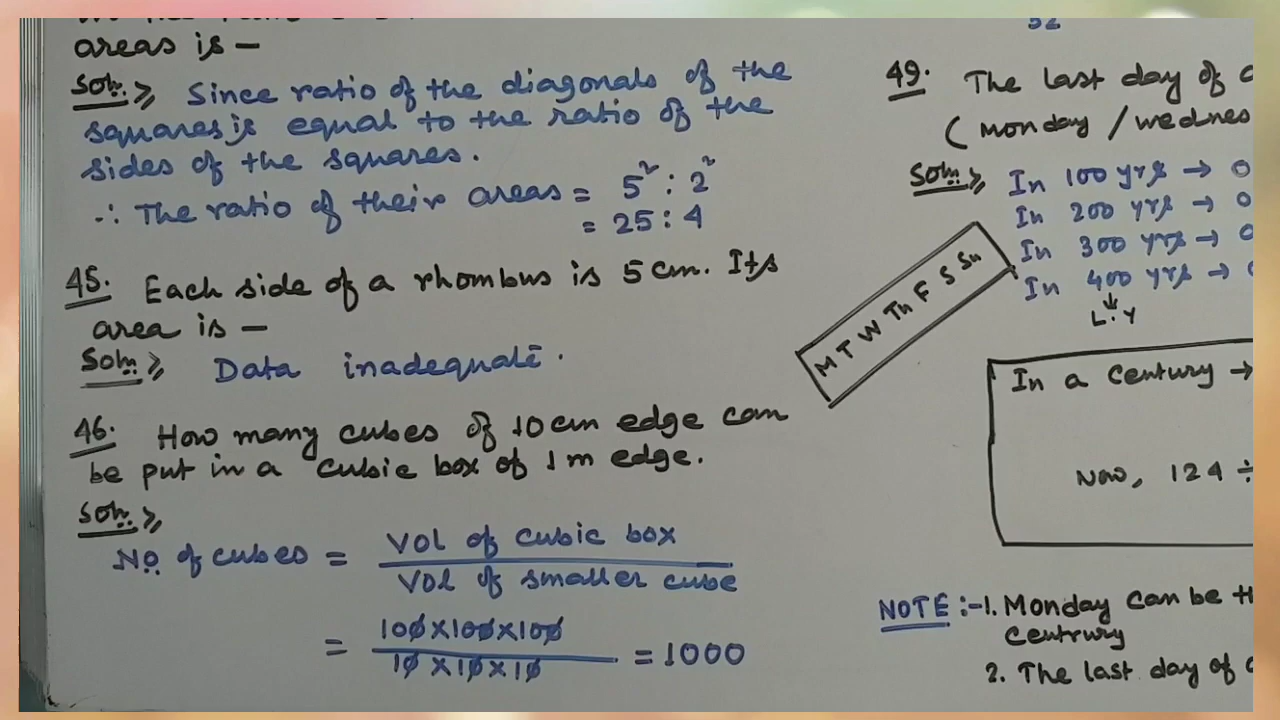 areas is —
Soln. ⇒ Since ratio of the diagonals of the
squares is equal to the ratio of the
sides of the squares.
∴ The ratio of their areas = 5² : 2²
= 25 : 4
45. Each side of a rhombus is 5 cm. Its
area is —
Soln. ⇒ Data inadequate.
46. How many cubes of 10 cm edge can
be put in a cubic box of 1 m edge.
Soln. ⇒
No. of cubes = Vol of cubic box
Vol of smaller cube
= 100 × 100 × 100
10 × 10 × 10
= 1000
52
49. The last day of
(Monday / wednes
Soln. ⇒ In 100 yrs → 0
In 200 yrs → 0
In 300 yrs → 0
In 400 yrs →
L.Y
M T W Th F S Sn
In a century →
Now, 124 ÷
NOTE :- 1. Monday can be
centrury
2. The last day of